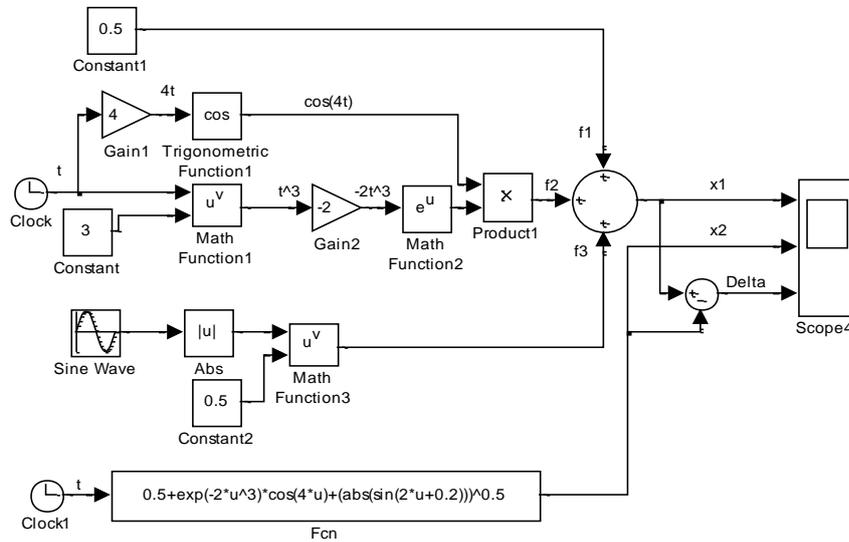 0.5
Constant1
4t
cos(4t)
4
cos
f1
Gain1
Trigonometric
Function1
t
t^3
-2t^3
f2
x1
Clock
u^v
-2
e^u
×
+
+
+
3
Math
Function1
Gain2
Math
Function2
Product1
f3
x2
Constant
Delta
+
−
Scope4
|u|
u^v
Sine Wave
Abs
Math
Function3
0.5
Constant2
t
0.5+exp(-2*u^3)*cos(4*u)+(abs(sin(2*u+0.2)))^0.5
Clock1
Fcn